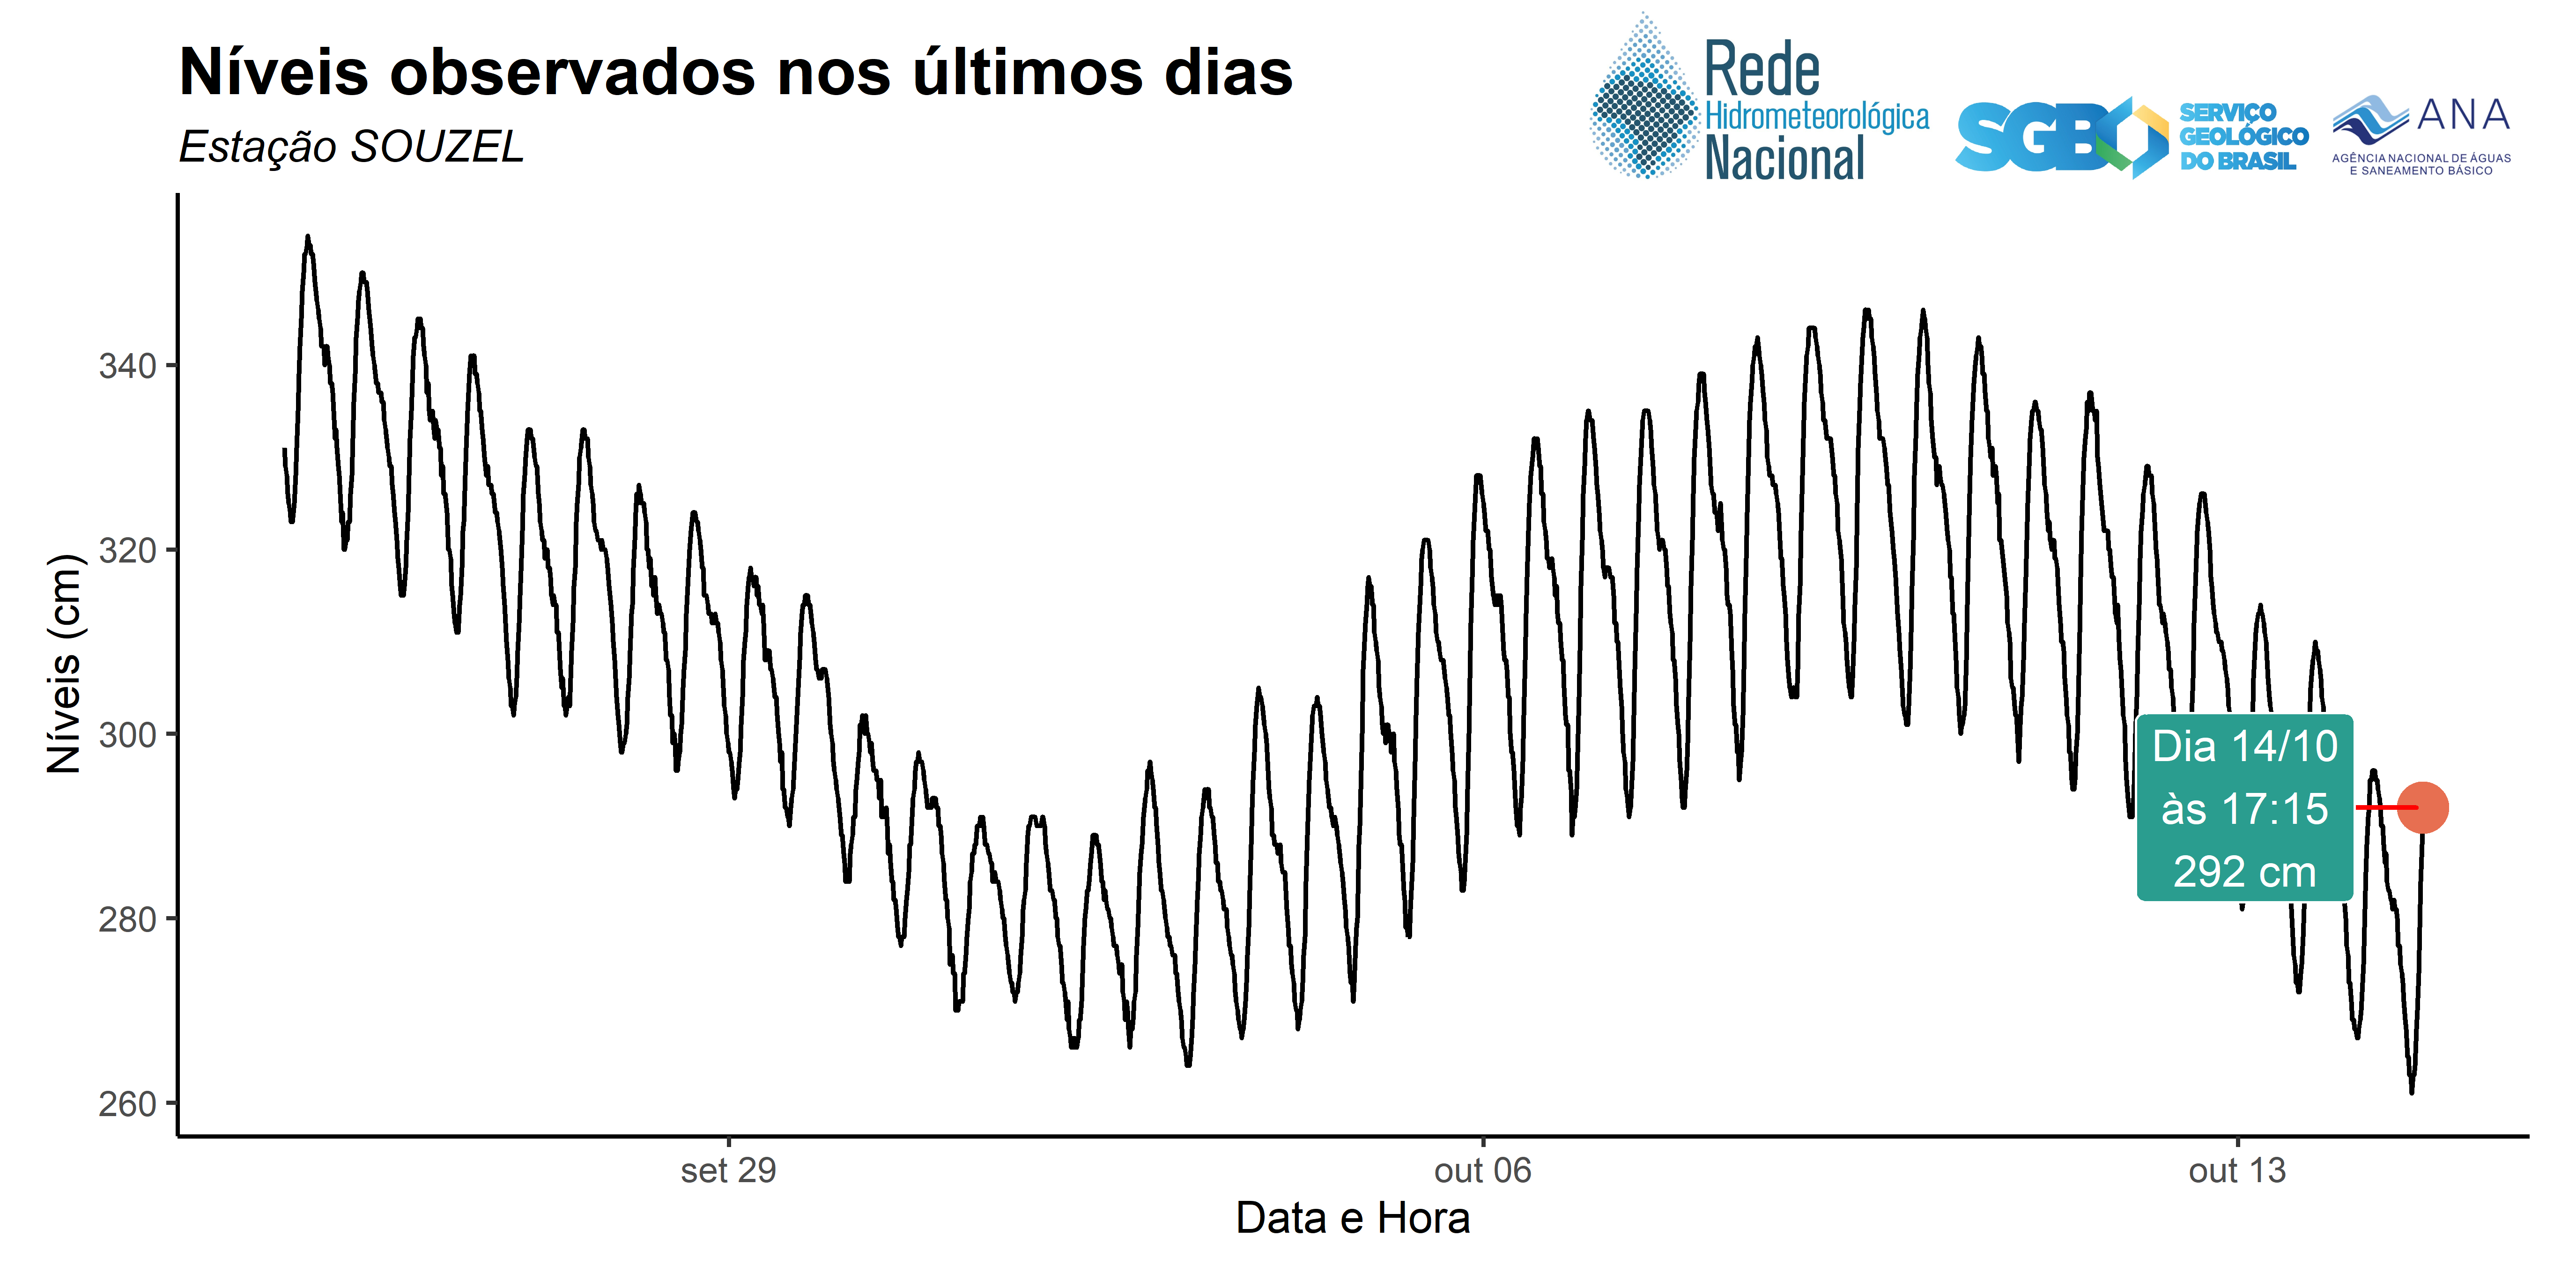 Níveis observados nos últimos dias
Estação SOUZEL
Rede
Hidrometeorológica
Nacional
SGB
SERVIÇO
GEOLÓGICO
DO BRASIL
ANA
AGÊNCIA NACIONAL DE ÁGUAS
E SANEAMENTO BÁSICO
Níveis (cm)
340
320
300
280
260
Dia 14/10
às 17:15
292 cm
set 29
out 06
out 13
Data e Hora